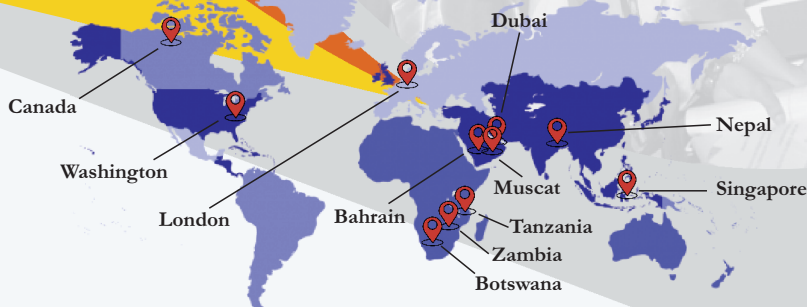 Dubai
Canada
Nepal
Washington
Muscat
Singapore
London
Bahrain
Tanzania
Zambia
Botswana